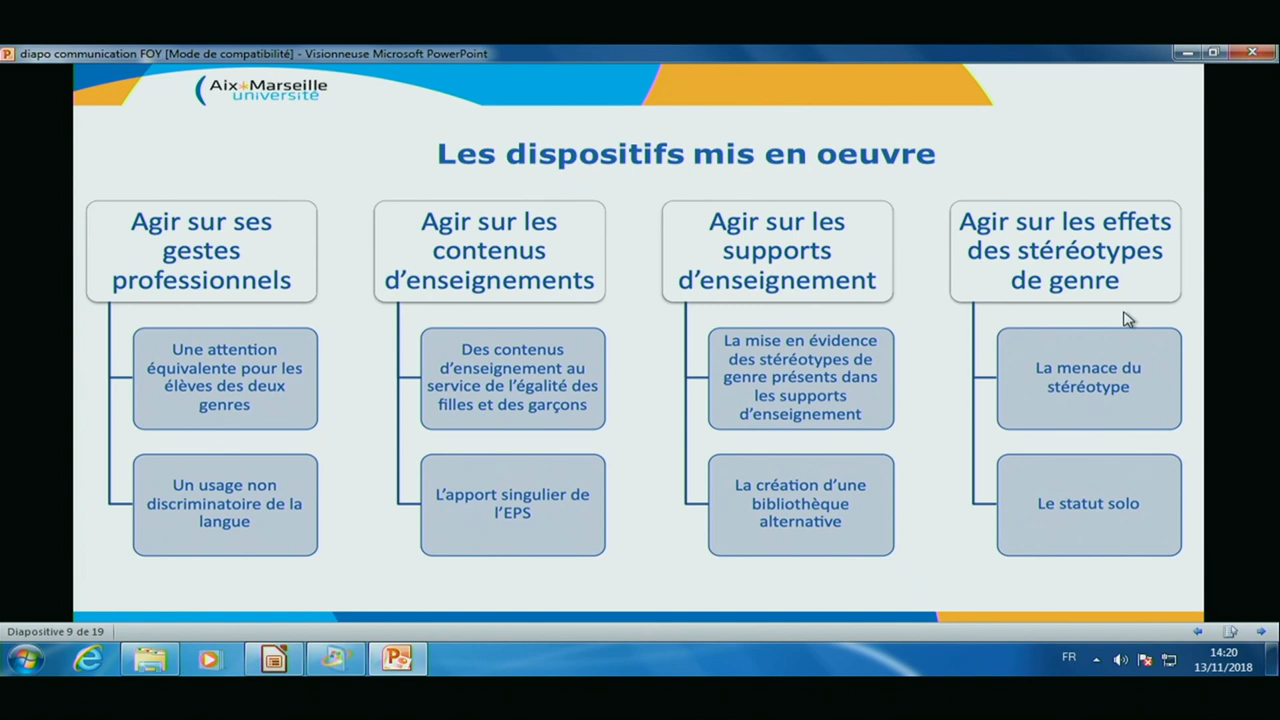 diapo communication FOY [Mode de compatibilité] - Visionneuse Microsoft PowerPoint
Aix*Marseille
université
Les dispositifs mis en oeuvre
Agir sur ses
gestes
professionnels
Une attention
équivalente pour les
élèves des deux
genres
Un usage non
discriminatoire de la
langue
Agir sur les
contenus
d'enseignements
Des contenus
d'enseignement au
service de l'égalité des
filles et des garçons
L'apport singulier de
l'EPS
Agir sur les
supports
d'enseignement
La mise en évidence
des stéréotypes de
genre présents dans
les supports
d'enseignement
La création d'une
bibliothèque
alternative
Agir sur les effets
des stéréotypes
de genre
La menace du
stéréotype
Le statut solo
Diapositive 9 de 19
FR
14:20
13/11/2018